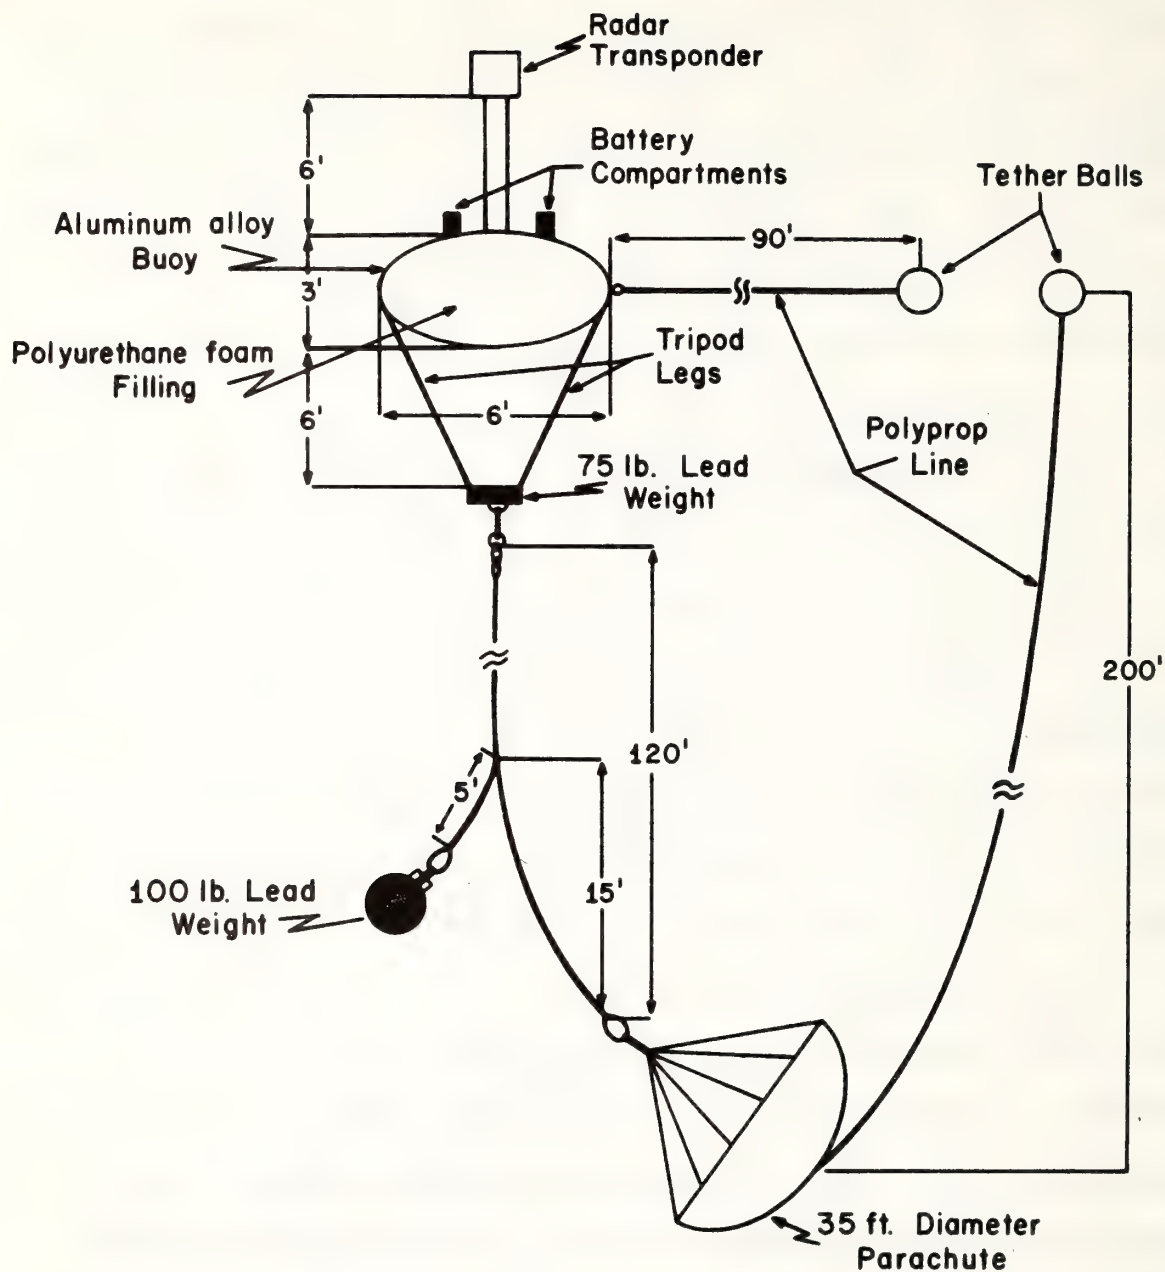 Radar
Transponder
6'
Battery
Compartments
Tether Balls
Aluminum alloy
Buoy
90'
3'
Polyurethane foam
Filling
Tripod
Legs
6'
6'
Polyprop
Line
75 lb. Lead
Weight
200'
120'
5'
15'
100 lb. Lead
Weight
35 ft. Diameter
Parachute